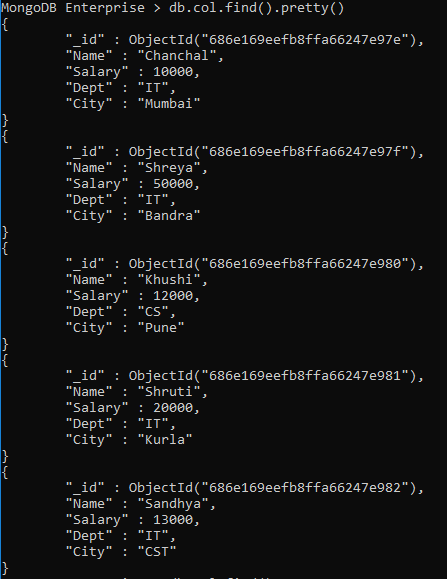 MongoDB Enterprise > db.col.find().pretty()
{
"_id" : ObjectId("686e169eefb8ffa66247e97e"),
"Name" : "Chanchal",
"Salary" : 10000,
"Dept" : "IT",
"City" : "Mumbai"
}
{
"_id" : ObjectId("686e169eefb8ffa66247e97f"),
"Name" : "Shreya",
"Salary" : 50000,
"Dept" : "IT",
"City" : "Bandra"
}
{
"_id" : ObjectId("686e169eefb8ffa66247e980"),
"Name" : "Khushi",
"Salary" : 12000,
"Dept" : "CS",
"City" : "Pune"
}
{
"_id" : ObjectId("686e169eefb8ffa66247e981"),
"Name" : "Shruti",
"Salary" : 20000,
"Dept" : "IT",
"City" : "Kurla"
}
{
"_id" : ObjectId("686e169eefb8ffa66247e982"),
"Name" : "Sandhya",
"Salary" : 13000,
"Dept" : "IT",
"City" : "CST"
}